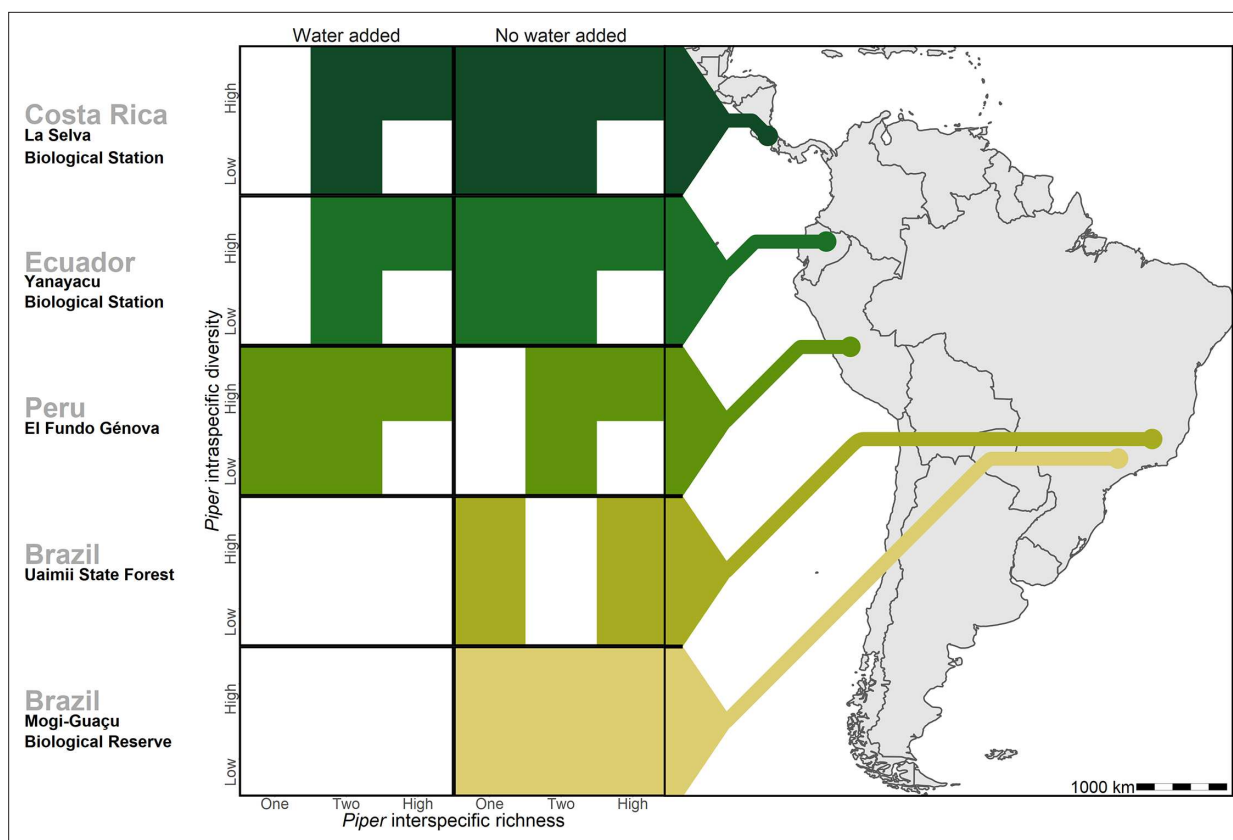 Water added
No water added
Costa Rica
La Selva
Biological Station
High
Low
Ecuador
Yanayacu
Biological Station
High
Low
Piper intraspecific diversity
Peru
El Fundo Génova
High
Low
Brazil
Uaimii State Forest
High
Low
Brazil
Mogi-Guaçu
Biological Reserve
High
Low
1000 km
One
Two
High
One
Two
High
Piper interspecific richness